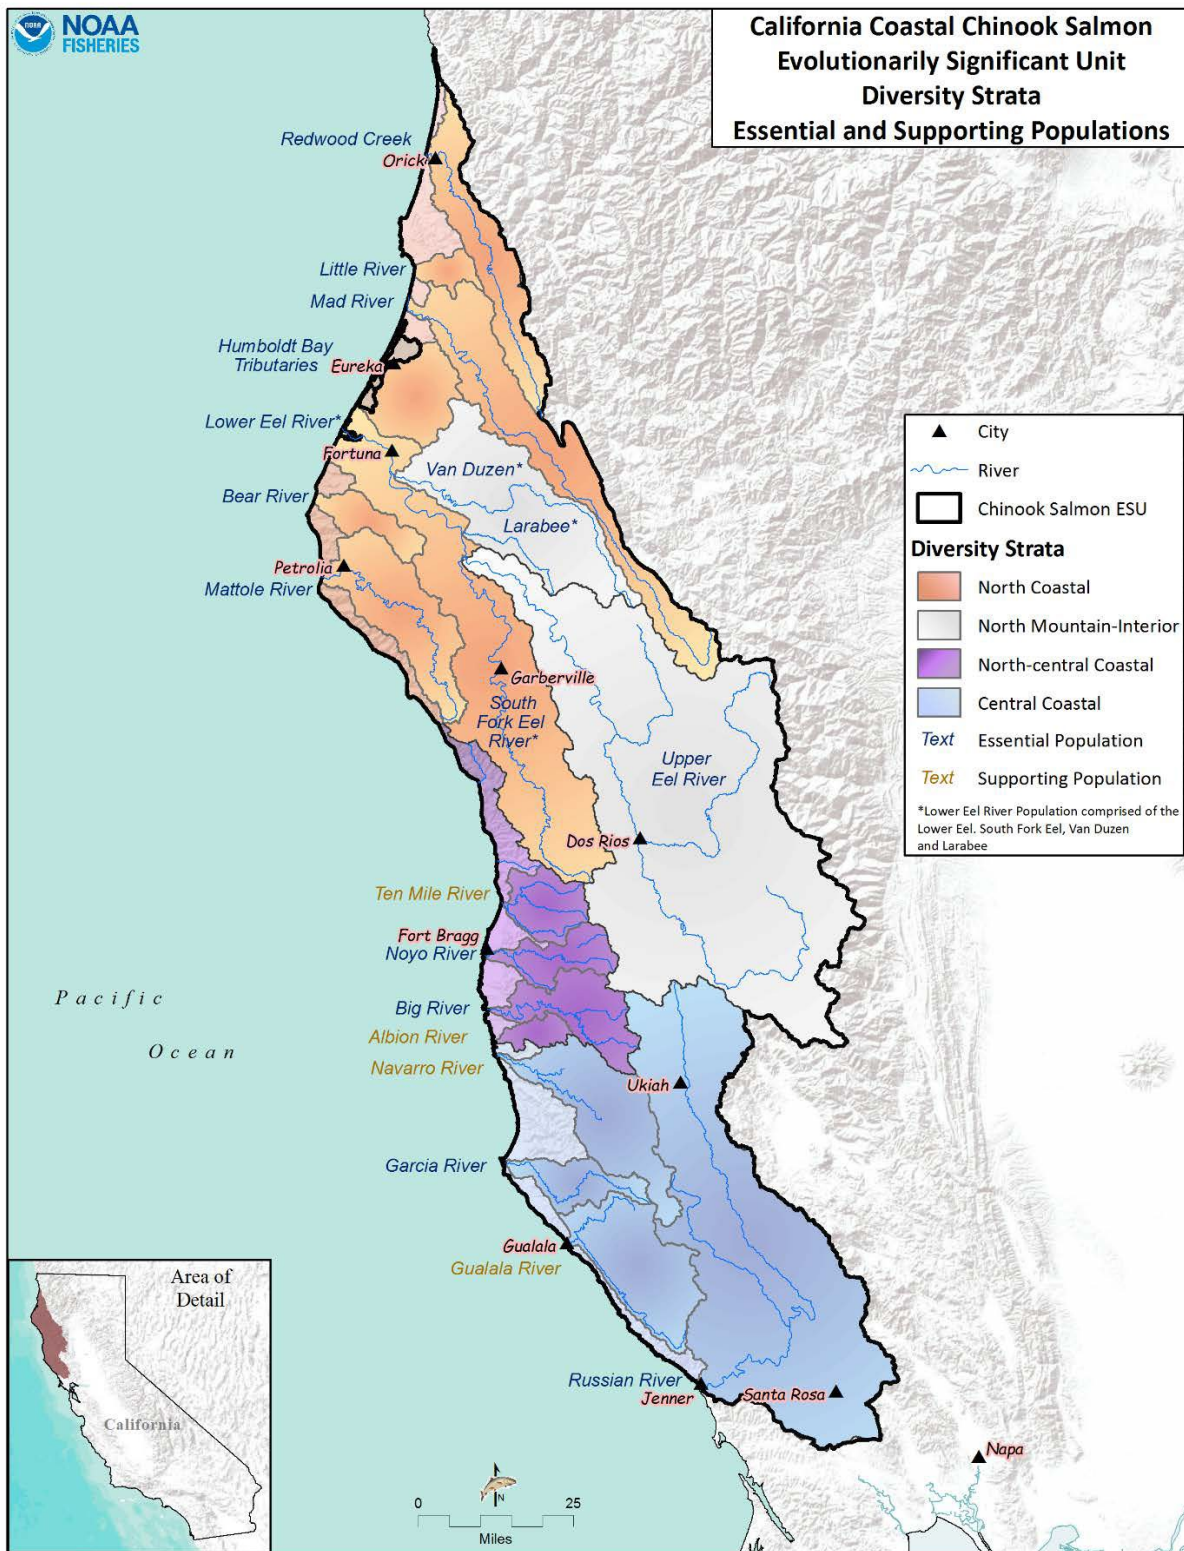 NOAA
NOAA
FISHERIES
California Coastal Chinook Salmon
Evolutionarily Significant Unit
Diversity Strata
Essential and Supporting Populations
Redwood Creek
Orick
Little River
Mad River
Humboldt Bay
Tributaries
Eureka
Lower Eel River*
Fortuna
Van Duzen*
Bear River
Larabee*
Petrolia
Mattole River
Garberville
South
Fork Eel
River*
Upper
Eel River
Dos Rios
Ten Mile River
Fort Bragg
Noyo River
Big River
Albion River
Navarro River
Ukiah
Garcia River
Gualala
Gualala River
Russian River
Jenner
Santa Rosa
Napa
Pacific
Ocean
City
River
Chinook Salmon ESU
Diversity Strata
North Coastal
North Mountain-Interior
North-central Coastal
Central Coastal
Text Essential Population
Text Supporting Population
*Lower Eel River Population comprised of the
Lower Eel. South Fork Eel, Van Duzen
and Larabee
Area of
Detail
California
N
0 25
Miles